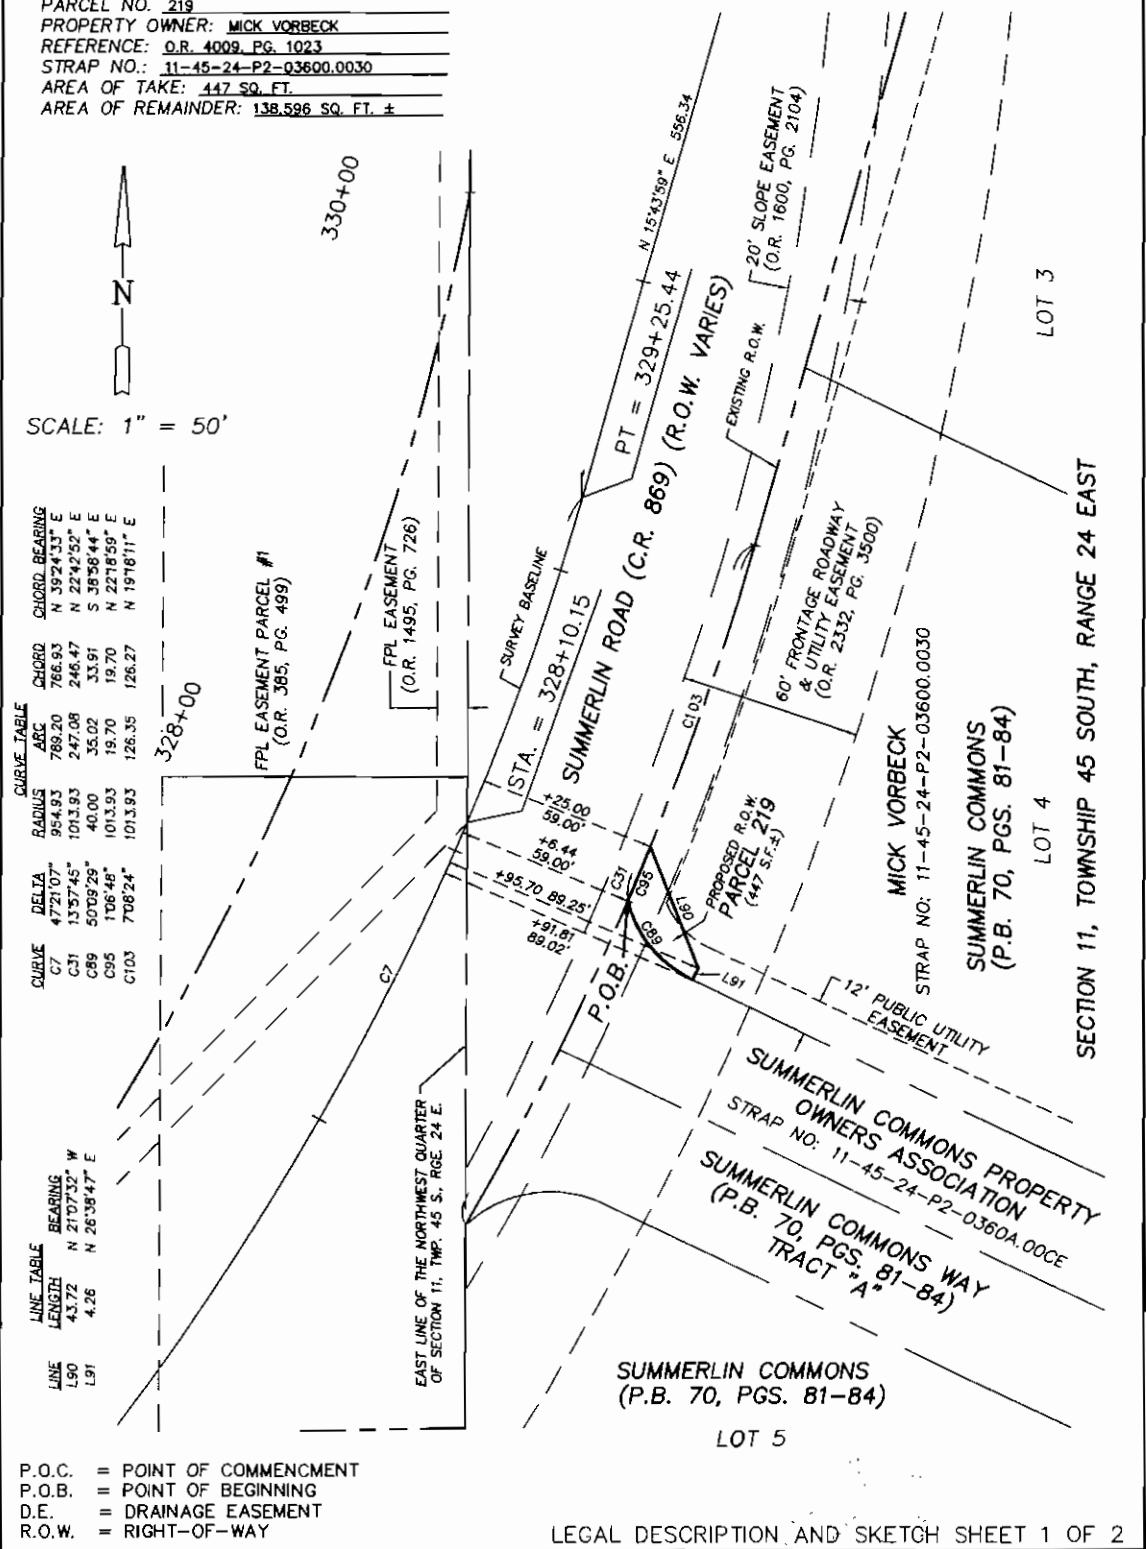 PARCEL NO. 219
PROPERTY OWNER: MICK VORBECK
REFERENCE: O.R. 4009, PG. 1023
STRAP NO.: 11-45-24-P2-03600.0030
AREA OF TAKE: 447 SQ. FT.
AREA OF REMAINDER: 138,596 SQ. FT. ±
N
SCALE: 1" = 50'
330+00
328+00
N 15°43'59" E 556.34
20' SLOPE EASEMENT
(O.R. 1600, PG. 2104)
PT = 329+25.44
EXISTING R.O.W.
LOT 3
SUMMERLIN ROAD (C.R. 869) (R.O.W. VARIES)
SURVEY BASELINE
STA. = 328+10.15
FPL EASEMENT PARCEL #1
(O.R. 385, PG. 499)
FPL EASEMENT
(O.R. 1495, PG. 726)
60' FRONTAGE ROADWAY
& UTILITY EASEMENT
(O.R. 2332, PG. 3500)
CURVE TABLE
CURVE DELTA RADIUS ARC CHORD CHORD BEARING
C7 47°21'07" 954.93 789.20 766.93 N 39°24'33" E
C31 13°57'45" 1013.93 247.08 246.47 N 22°42'52" E
C89 50°09'29" 40.00 35.02 33.91 S 38°58'44" E
C95 1°06'48" 1013.93 19.70 19.70 N 22°18'59" E
C103 7°08'24" 1013.93 126.35 126.27 N 19°18'11" E
C103
+25.00
59.00'
+6.44
59.00'
+95.70 89.25'
+91.81
89.02'
C31
C95
C89
L90
L91
C7
P.O.B.
PROPOSED R.O.W.
PARCEL 219
(447 S.F.±)
MICK VORBECK
STRAP NO: 11-45-24-P2-03600.0030
SUMMERLIN COMMONS
(P.B. 70, PGS. 81-84)
LOT 4
SECTION 11, TOWNSHIP 45 SOUTH, RANGE 24 EAST
12' PUBLIC UTILITY
EASEMENT
SUMMERLIN COMMONS PROPERTY
OWNERS ASSOCIATION
STRAP NO: 11-45-24-P2-0360A.00CE
SUMMERLIN COMMONS WAY
(P.B. 70, PGS. 81-84)
TRACT "A"
EAST LINE OF THE NORTHWEST QUARTER
OF SECTION 11, TWP. 45 S., RGE. 24 E.
LINE TABLE
LINE LENGTH BEARING
L90 43.72 N 21°07'32" W
L91 4.26 N 26°38'47" E
SUMMERLIN COMMONS
(P.B. 70, PGS. 81-84)
LOT 5
P.O.C. = POINT OF COMMENCMENT
P.O.B. = POINT OF BEGINNING
D.E. = DRAINAGE EASEMENT
R.O.W. = RIGHT-OF-WAY
LEGAL DESCRIPTION AND SKETCH SHEET 1 OF 2